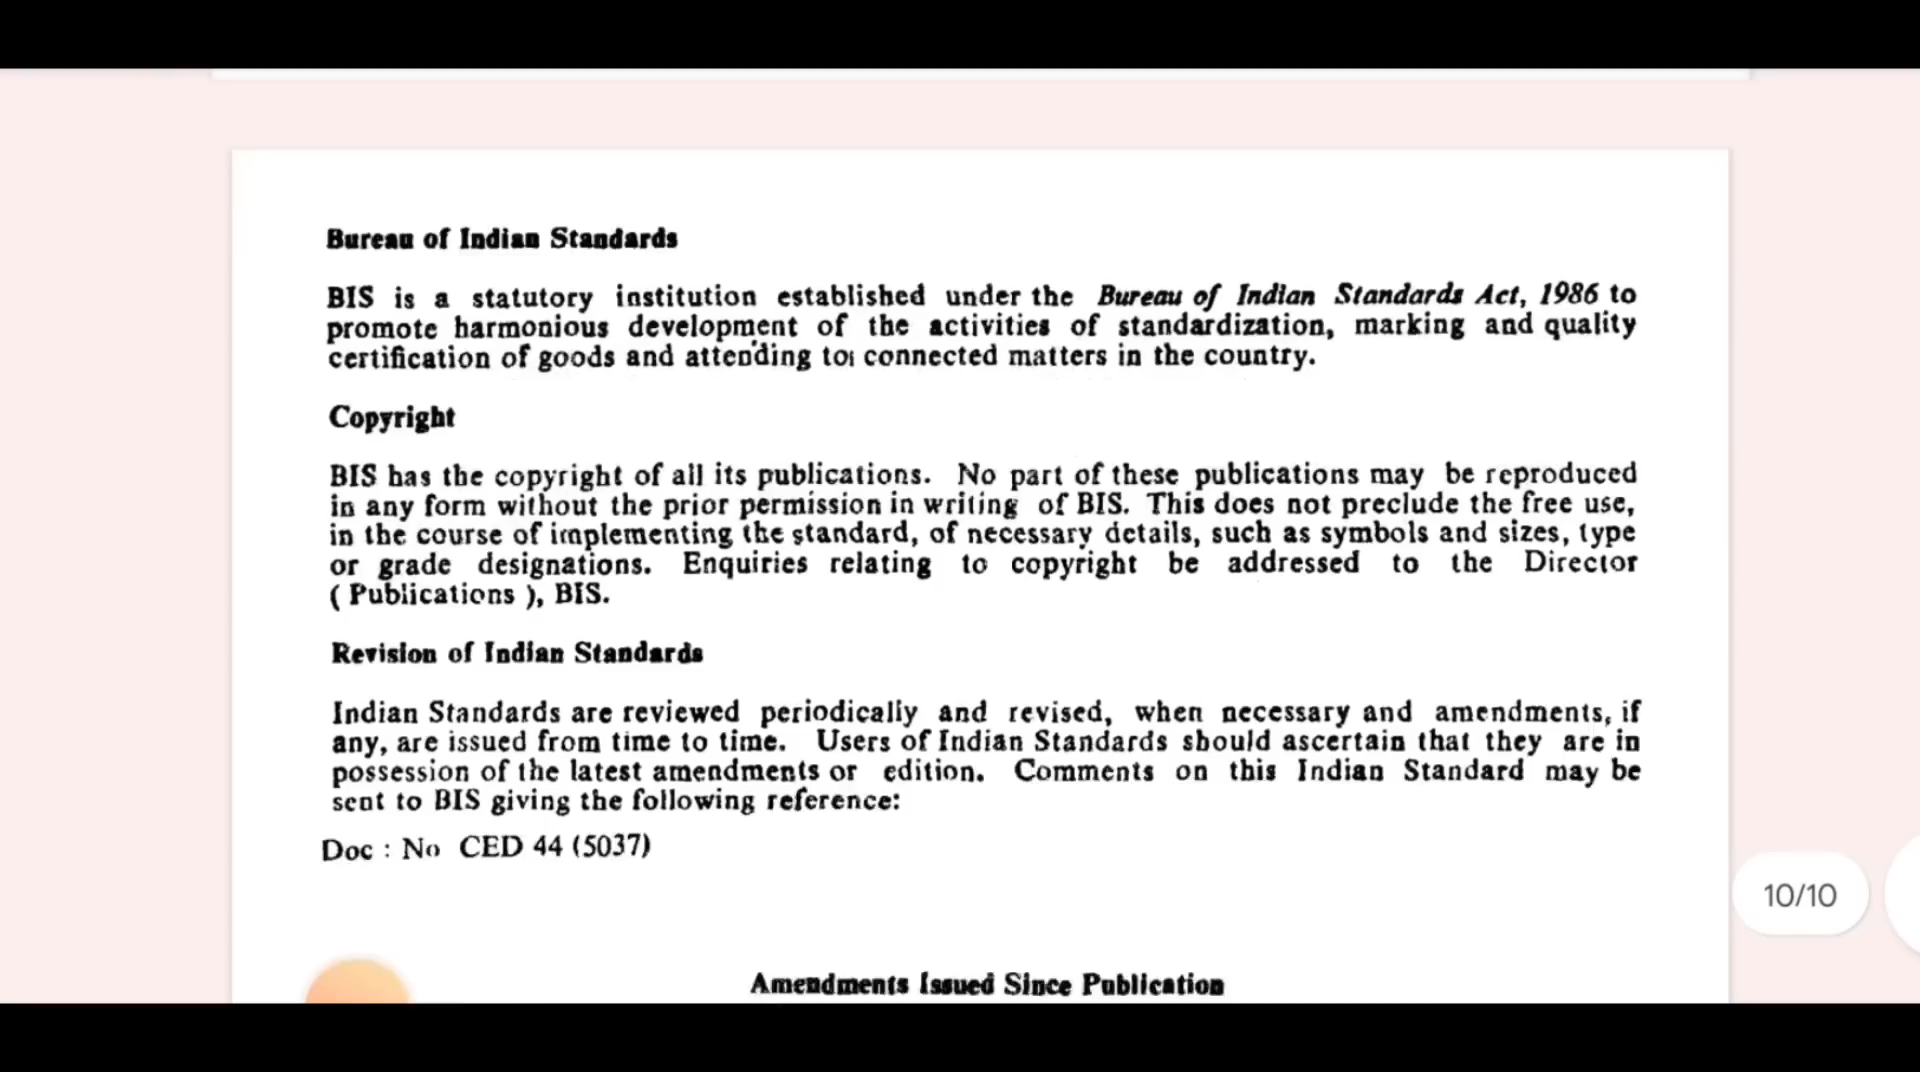 Bureau of Indian Standards
BIS is a statutory institution established under the Bureau of Indian Standards Act, 1986 to
promote harmonious development of the activities of standardization, marking and quality
certification of goods and attending to connected matters in the country.
Copyright
BIS has the copyright of all its publications. No part of these publications may be reproduced
in any form without the prior permission in writing of BIS. This does not preclude the free use,
in the course of implementing the standard, of necessary details, such as symbols and sizes, type
or grade designations. Enquiries relating to copyright be addressed to the Director
( Publications ), BIS.
Revision of Indian Standards
Indian Standards are reviewed periodically and revised, when necessary and amendments, if
any, are issued from time to time. Users of Indian Standards should ascertain that they are in
possession of the latest amendments or edition. Comments on this Indian Standard may be
sent to BIS giving the following reference:
Doc : No CED 44 (5037)
10/10
Amendments Issued Since Publication